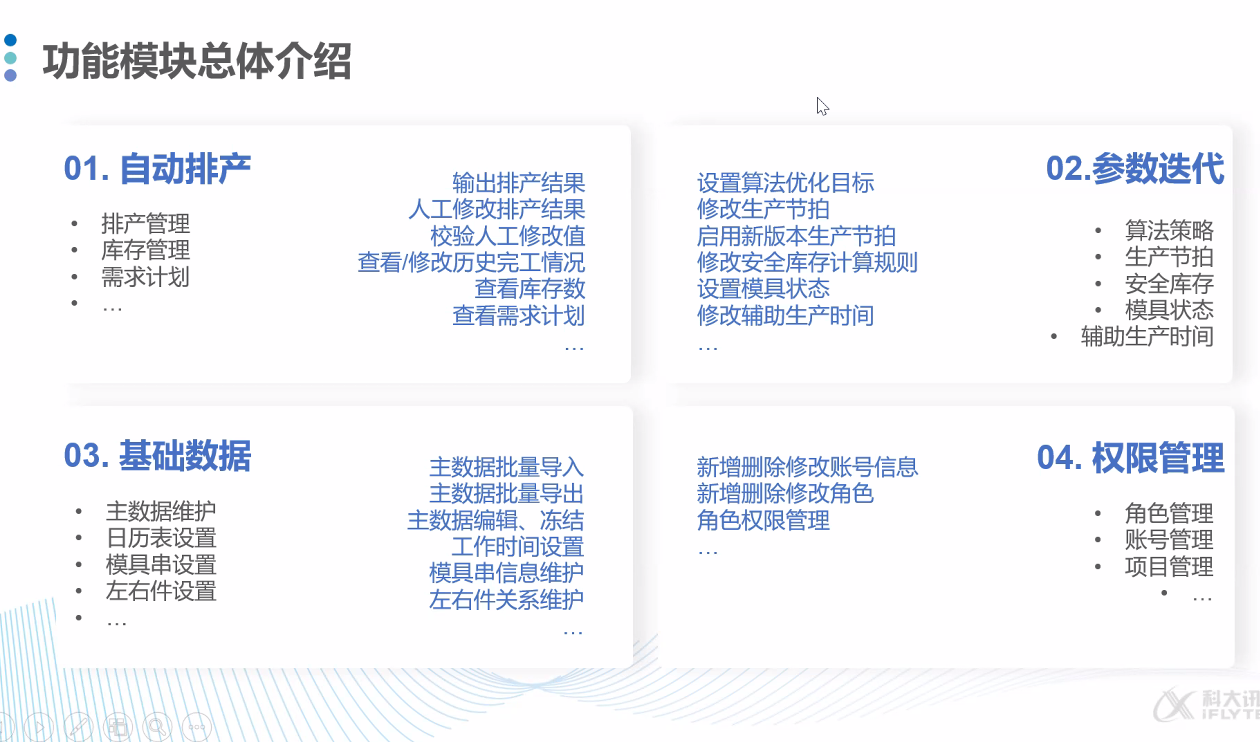 功能模块总体介绍
01. 自动排产
排产管理
库存管理
需求计划
…
输出排产结果
人工修改排产结果
校验人工修改值
查看/修改历史完工情况
查看库存数
查看需求计划
…
设置算法优化目标
修改生产节拍
启用新版本生产节拍
修改安全库存计算规则
设置模具状态
修改辅助生产时间
…
02.参数迭代
算法策略
生产节拍
安全库存
模具状态
辅助生产时间
03. 基础数据
主数据维护
日历表设置
模具串设置
左右件设置
…
主数据批量导入
主数据批量导出
主数据编辑、冻结
工作时间设置
模具串信息维护
左右件关系维护
…
新增删除修改账号信息
新增删除修改角色
角色权限管理
…
04. 权限管理
角色管理
账号管理
项目管理
…
科大讯
iFLYTE